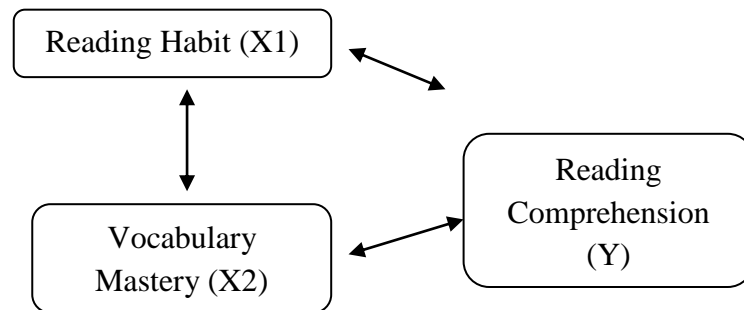 Reading Habit (X1)
Vocabulary
Mastery (X2)
Reading
Comprehension
(Y)